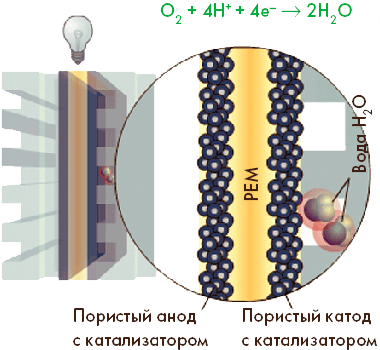 O₂ + 4H⁺ + 4e⁻ → 2H₂O
Вода H₂O
PEM
Пористый анод
с катализатором
Пористый катод
с катализатором